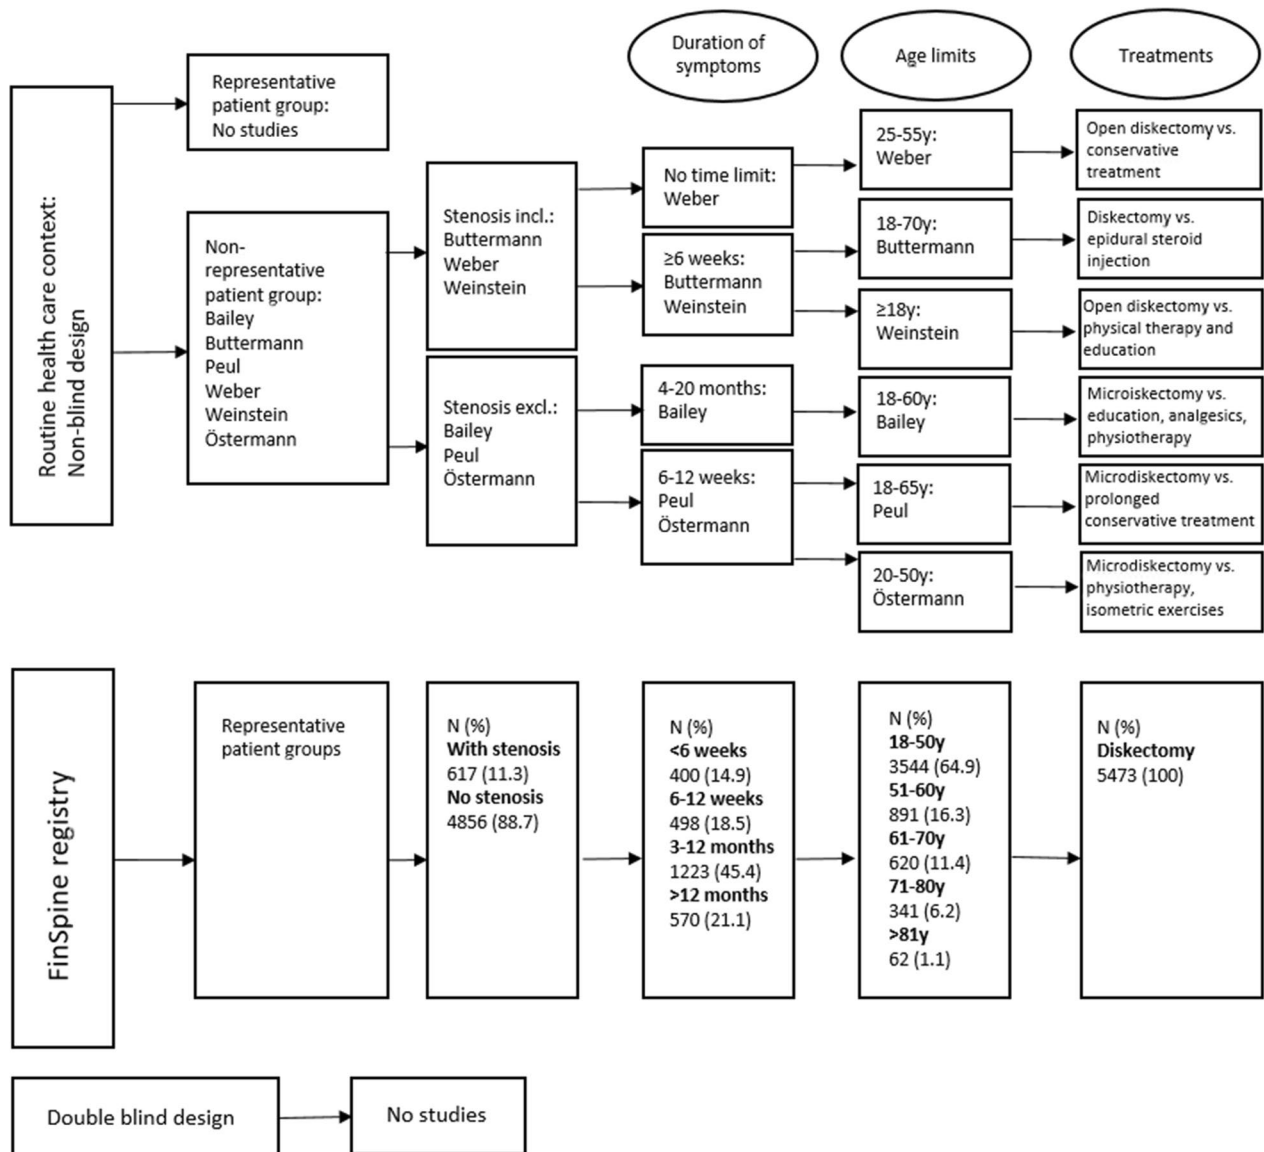 Duration of
symptoms
Age limits
Treatments
Routine health care context:
Non-blind design
Representative
patient group:
No studies
Non-
representative
patient group:
Bailey
Buttermann
Peul
Weber
Weinstein
Östermann
Stenosis incl.:
Buttermann
Weber
Weinstein
Stenosis excl.:
Bailey
Peul
Östermann
No time limit:
Weber
≥6 weeks:
Buttermann
Weinstein
4-20 months:
Bailey
6-12 weeks:
Peul
Östermann
25-55y:
Weber
18-70y:
Buttermann
≥18y:
Weinstein
18-60y:
Bailey
18-65y:
Peul
20-50y:
Östermann
Open diskectomy vs.
conservative
treatment
Diskectomy vs.
epidural steroid
injection
Open diskectomy vs.
physical therapy and
education
Microiskectomy vs.
education, analgesics,
physiotherapy
Microdiskectomy vs.
prolonged
conservative treatment
Microdiskectomy vs.
physiotherapy,
isometric exercises
FinSpine registry
Representative
patient groups
N (%)
With stenosis
617 (11.3)
No stenosis
4856 (88.7)
N (%)
<6 weeks
400 (14.9)
6-12 weeks
498 (18.5)
3-12 months
1223 (45.4)
>12 months
570 (21.1)
N (%)
18-50y
3544 (64.9)
51-60y
891 (16.3)
61-70y
620 (11.4)
71-80y
341 (6.2)
>81y
62 (1.1)
N (%)
Diskectomy
5473 (100)
Double blind design
No studies